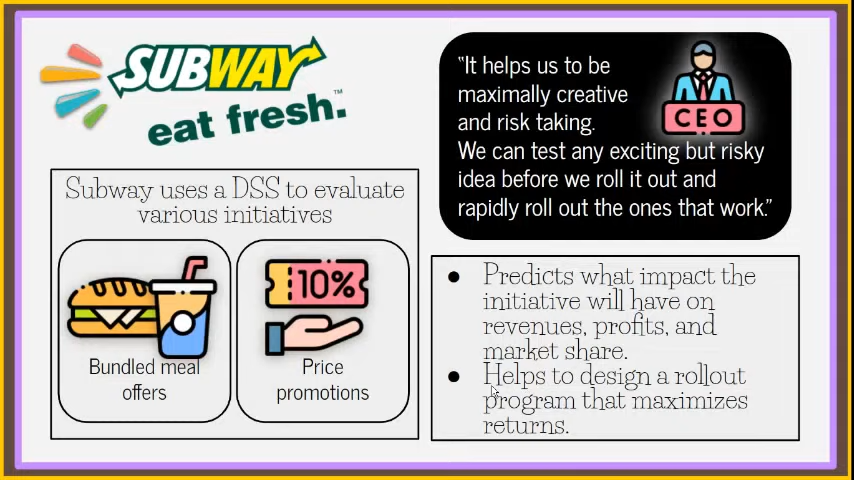 SUBWAY
eat fresh.™
Subway uses a DSS to evaluate
various initiatives
10%
Bundled meal
offers
Price
promotions
"It helps us to be
maximally creative
and risk taking.
CEO
We can test any exciting but risky
idea before we roll it out and
rapidly roll out the ones that work."
● Predicts what impact the
initiative will have on
revenues, profits, and
market share.
● Helps to design a rollout
program that maximizes
returns.